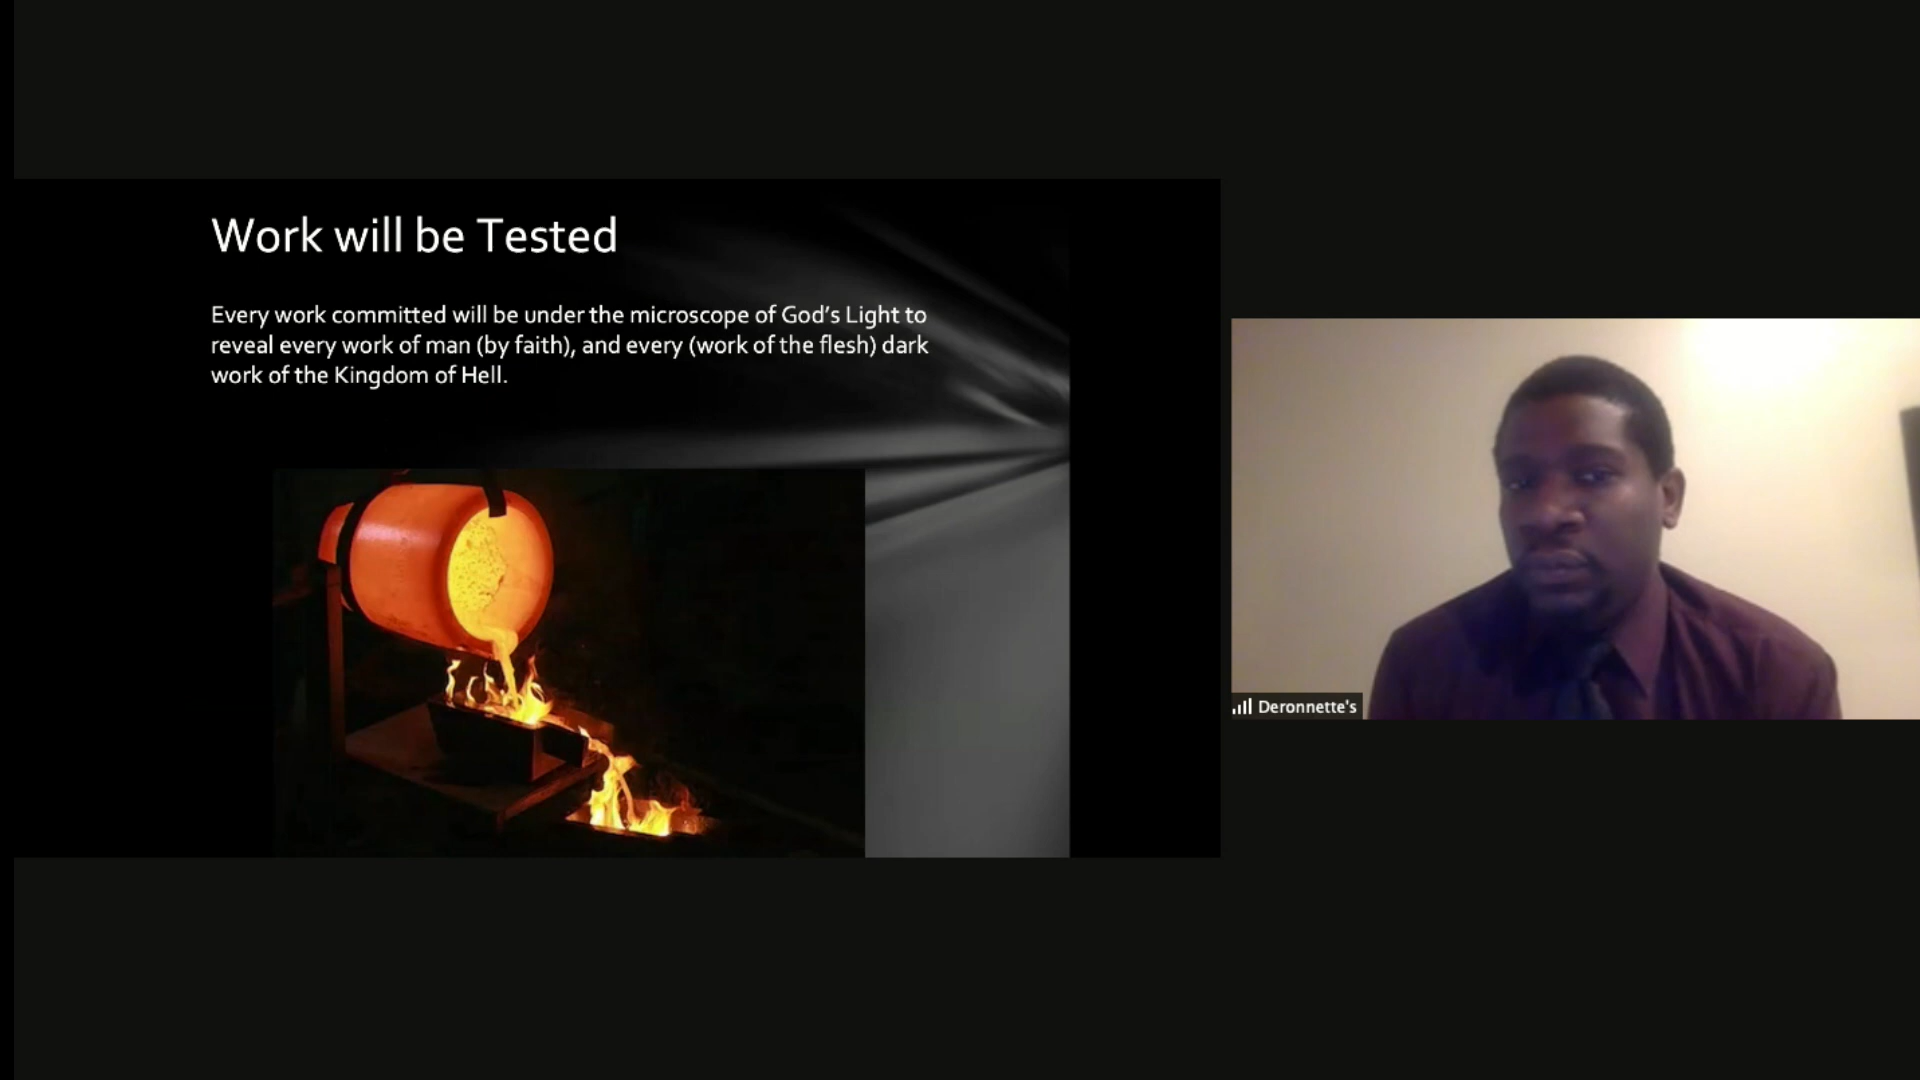 Work will be Tested
Every work committed will be under the microscope of God’s Light to
reveal every work of man (by faith), and every (work of the flesh) dark
work of the Kingdom of Hell.
Deronnette's